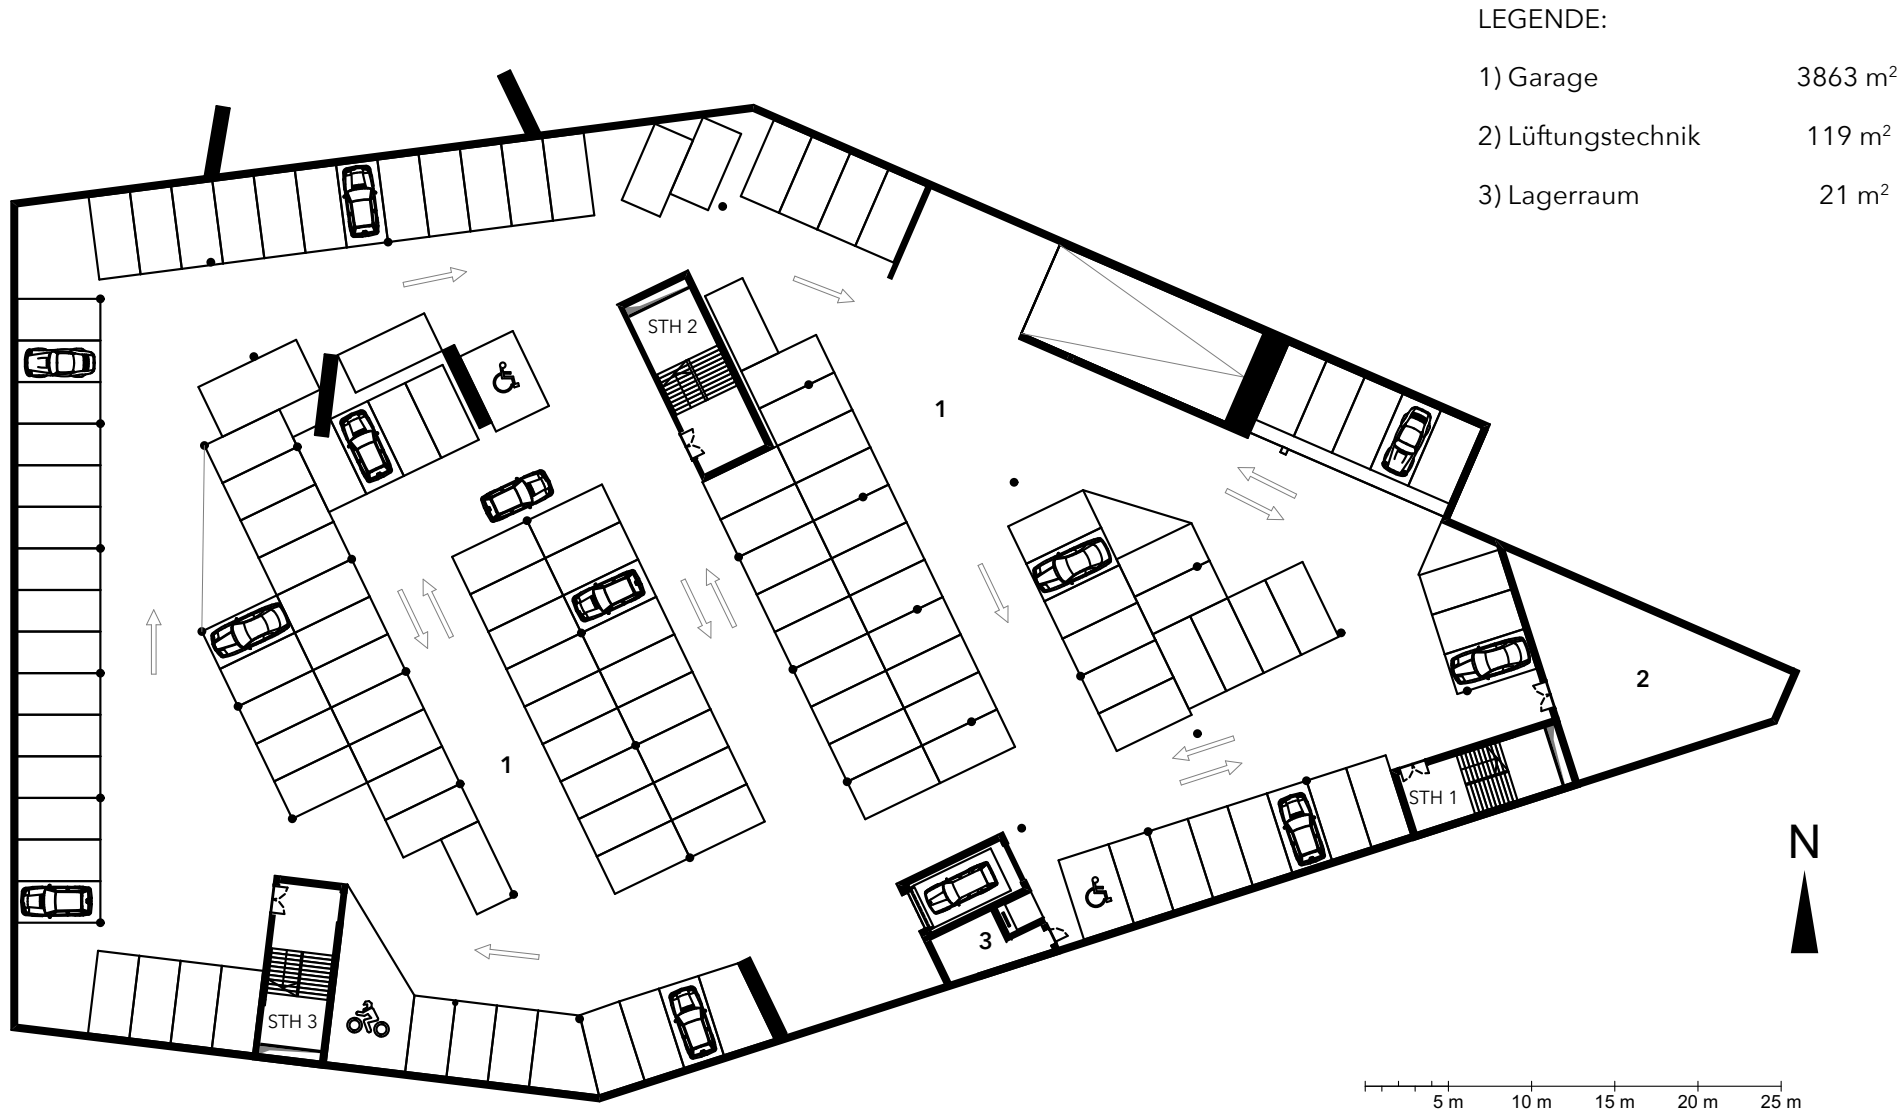 LEGENDE:
1) Garage 3863 m²
2) Lüftungstechnik 119 m²
3) Lagerraum 21 m²
STH 2
1
2
1
STH 1
N
3
STH 3
5 m 10 m 15 m 20 m 25 m